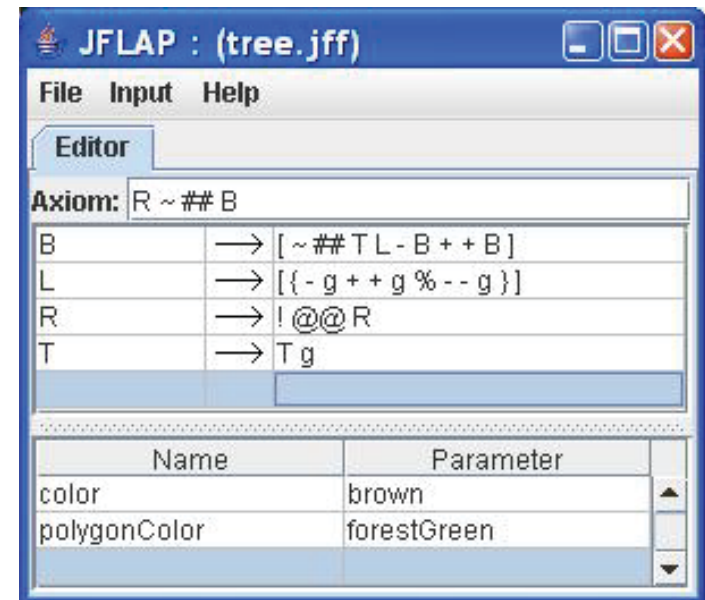 JFLAP : (tree.jff)
File Input Help
Editor
Axiom: R ~ ## B
B → [ ~ ## T L - B + + B ]
L → [ { - g + + g % - - g } ]
R → ! @@ R
T → T g
Name Parameter
color brown
polygonColor forestGreen